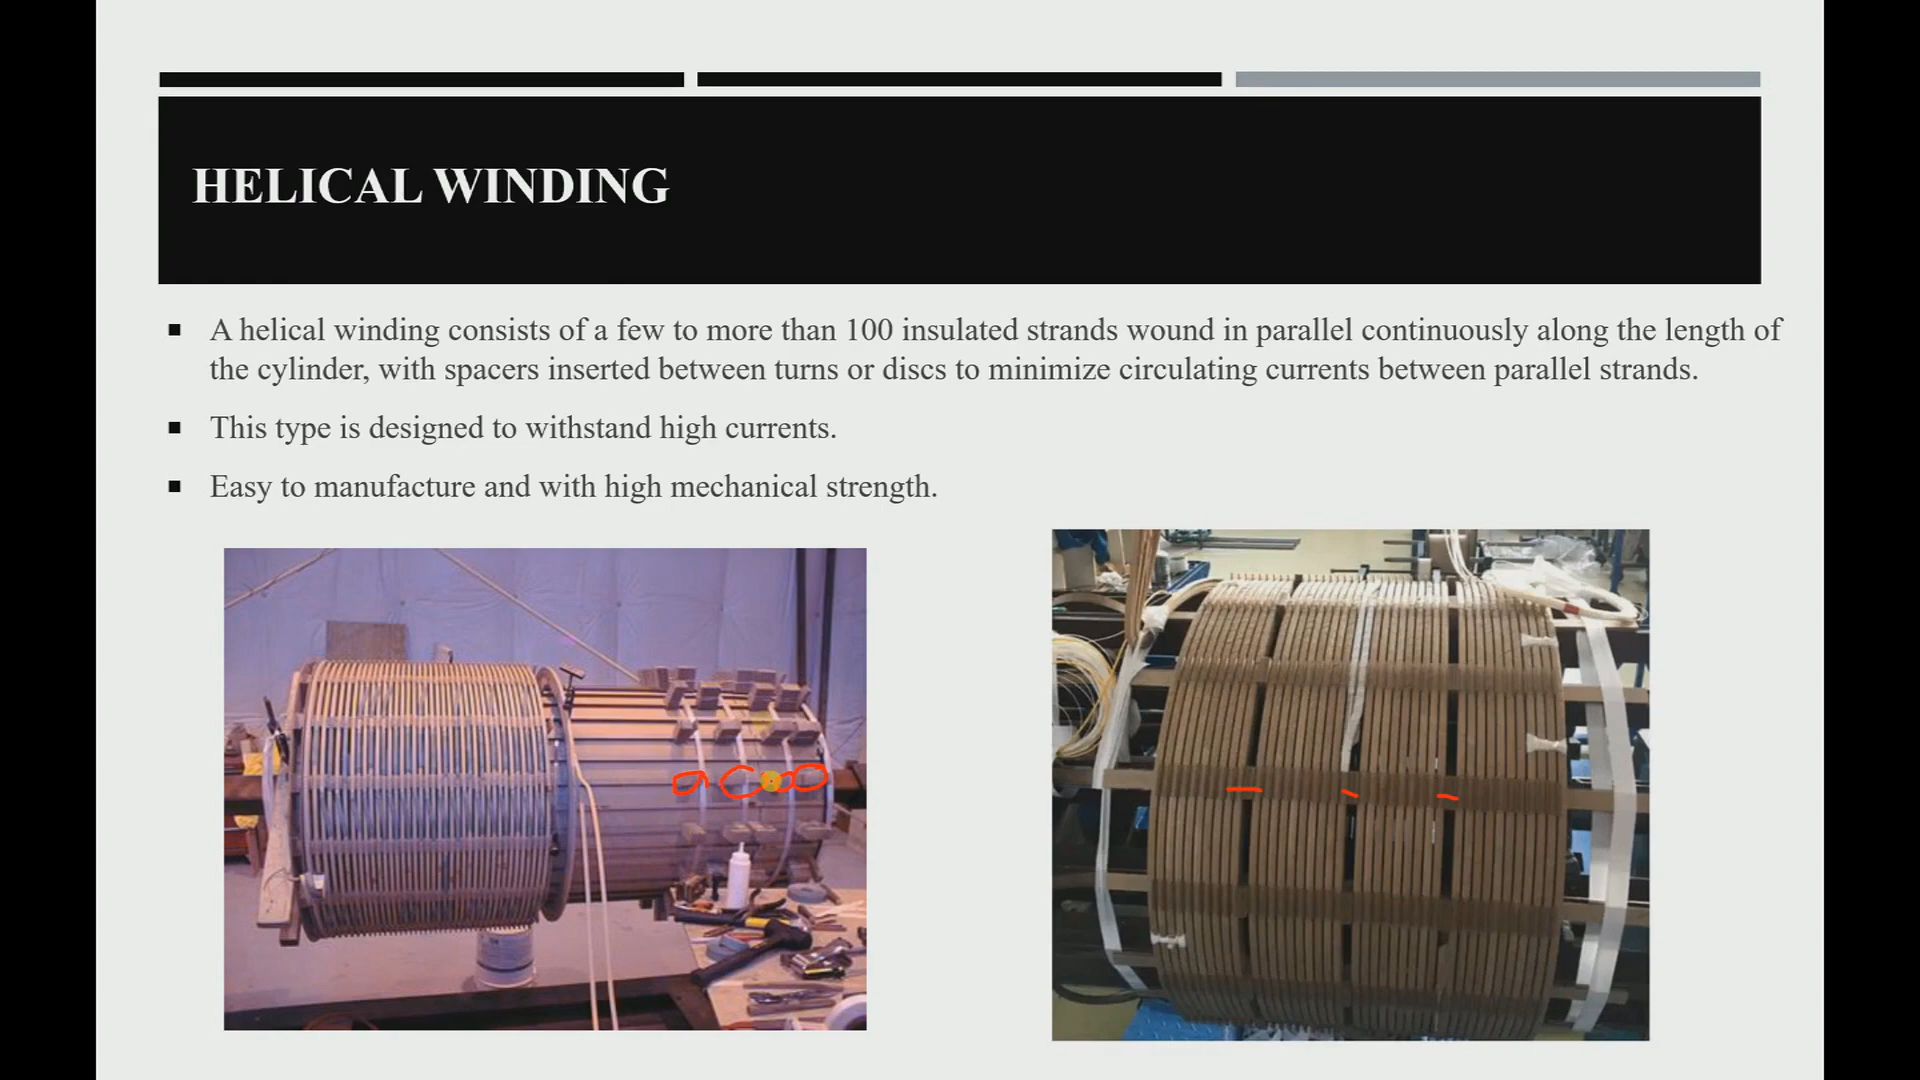 HELICAL WINDING
A helical winding consists of a few to more than 100 insulated strands wound in parallel continuously along the length of
the cylinder, with spacers inserted between turns or discs to minimize circulating currents between parallel strands.
This type is designed to withstand high currents.
Easy to manufacture and with high mechanical strength.